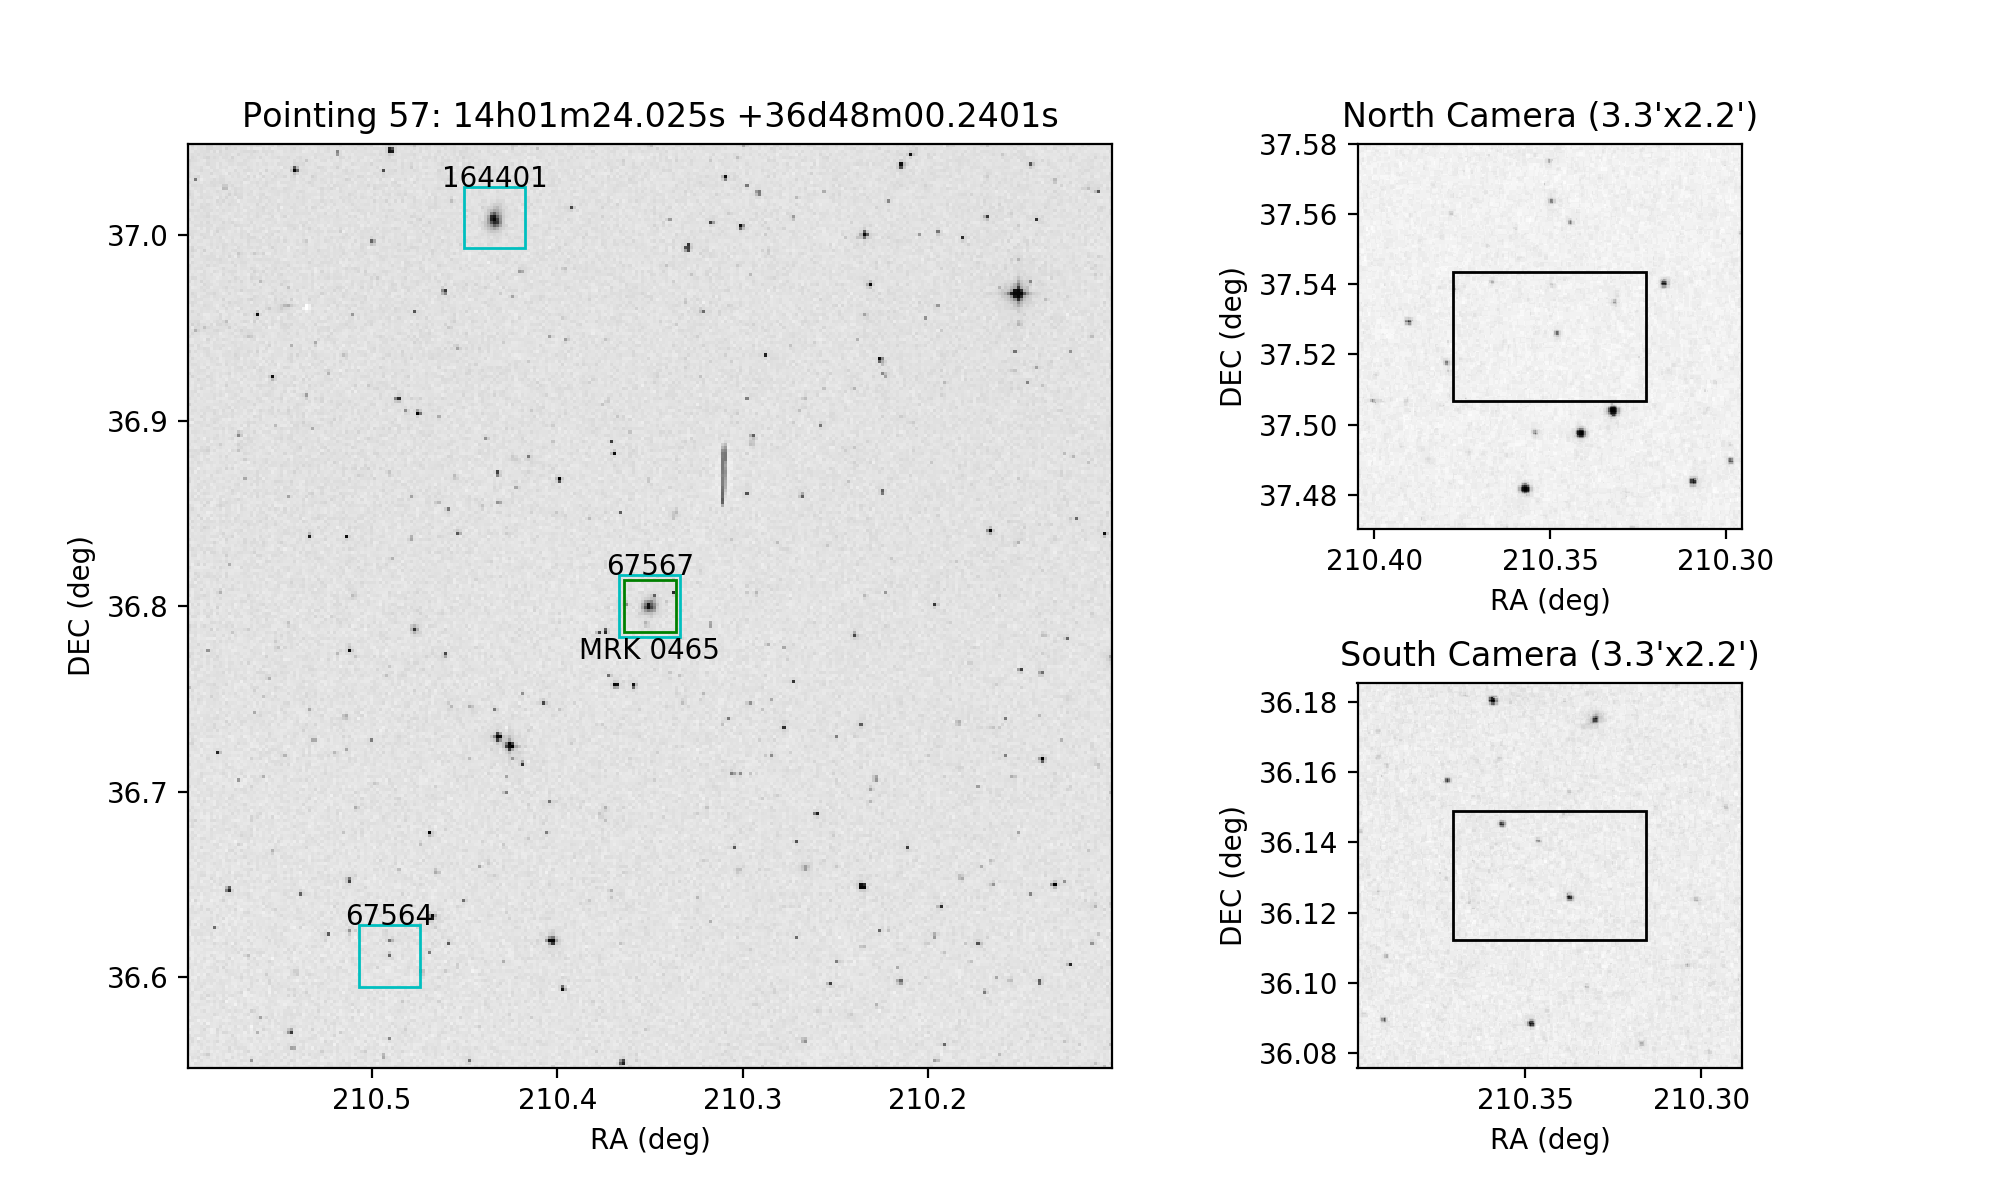 Pointing 57: 14h01m24.025s +36d48m00.2401s
164401
67567
MRK 0465
67564
37.0
36.9
36.8
36.7
36.6
DEC (deg)
210.5 210.4 210.3 210.2
RA (deg)
North Camera (3.3'x2.2')
37.58
37.56
37.54
37.52
37.50
37.48
DEC (deg)
210.40 210.35 210.30
RA (deg)
South Camera (3.3'x2.2')
36.18
36.16
36.14
36.12
36.10
36.08
DEC (deg)
210.35 210.30
RA (deg)